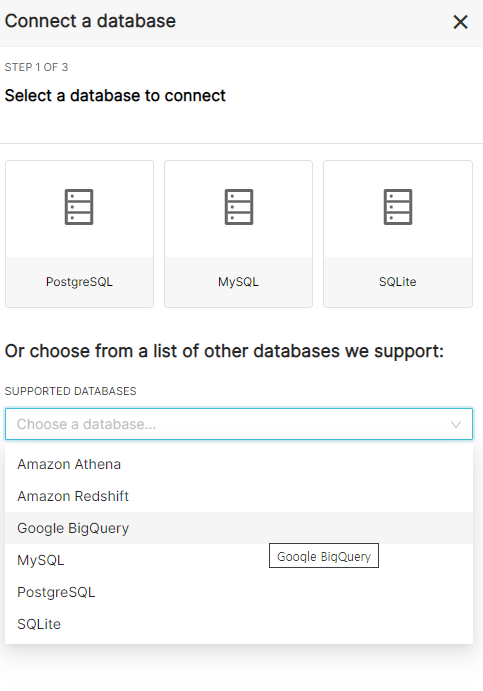 Connect a database
STEP 1 OF 3
Select a database to connect
PostgreSQL
MySQL
SQLite
Or choose from a list of other databases we support:
SUPPORTED DATABASES
Choose a database...
Amazon Athena
Amazon Redshift
Google BigQuery
MySQL
Google BigQuery
PostgreSQL
SQLite